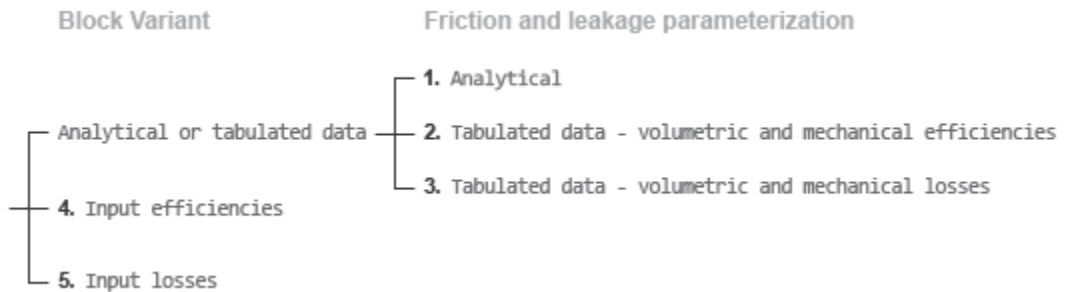 Block Variant
Friction and leakage parameterization
1. Analytical
Analytical or tabulated data
2. Tabulated data - volumetric and mechanical efficiencies
3. Tabulated data - volumetric and mechanical losses
4. Input efficiencies
5. Input losses